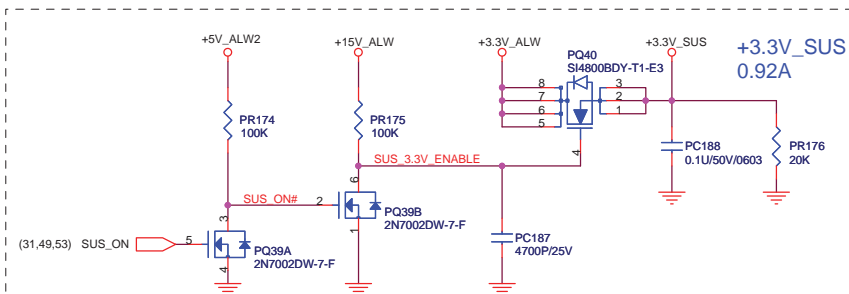 +5V_ALW2
+15V_ALW
+3.3V_ALW
PQ40
SI4800BDY-T1-E3
+3.3V_SUS
+3.3V_SUS
0.92A
8
7
6
5
3
2
1
4
PR174
100K
PR175
100K
PC188
0.1U/50V/0603
PR176
20K
SUS_3.3V_ENABLE
SUS_ON#
3
2
6
1
PQ39B
2N7002DW-7-F
(31,49,53) SUS_ON
5
4
PQ39A
2N7002DW-7-F
PC187
4700P/25V